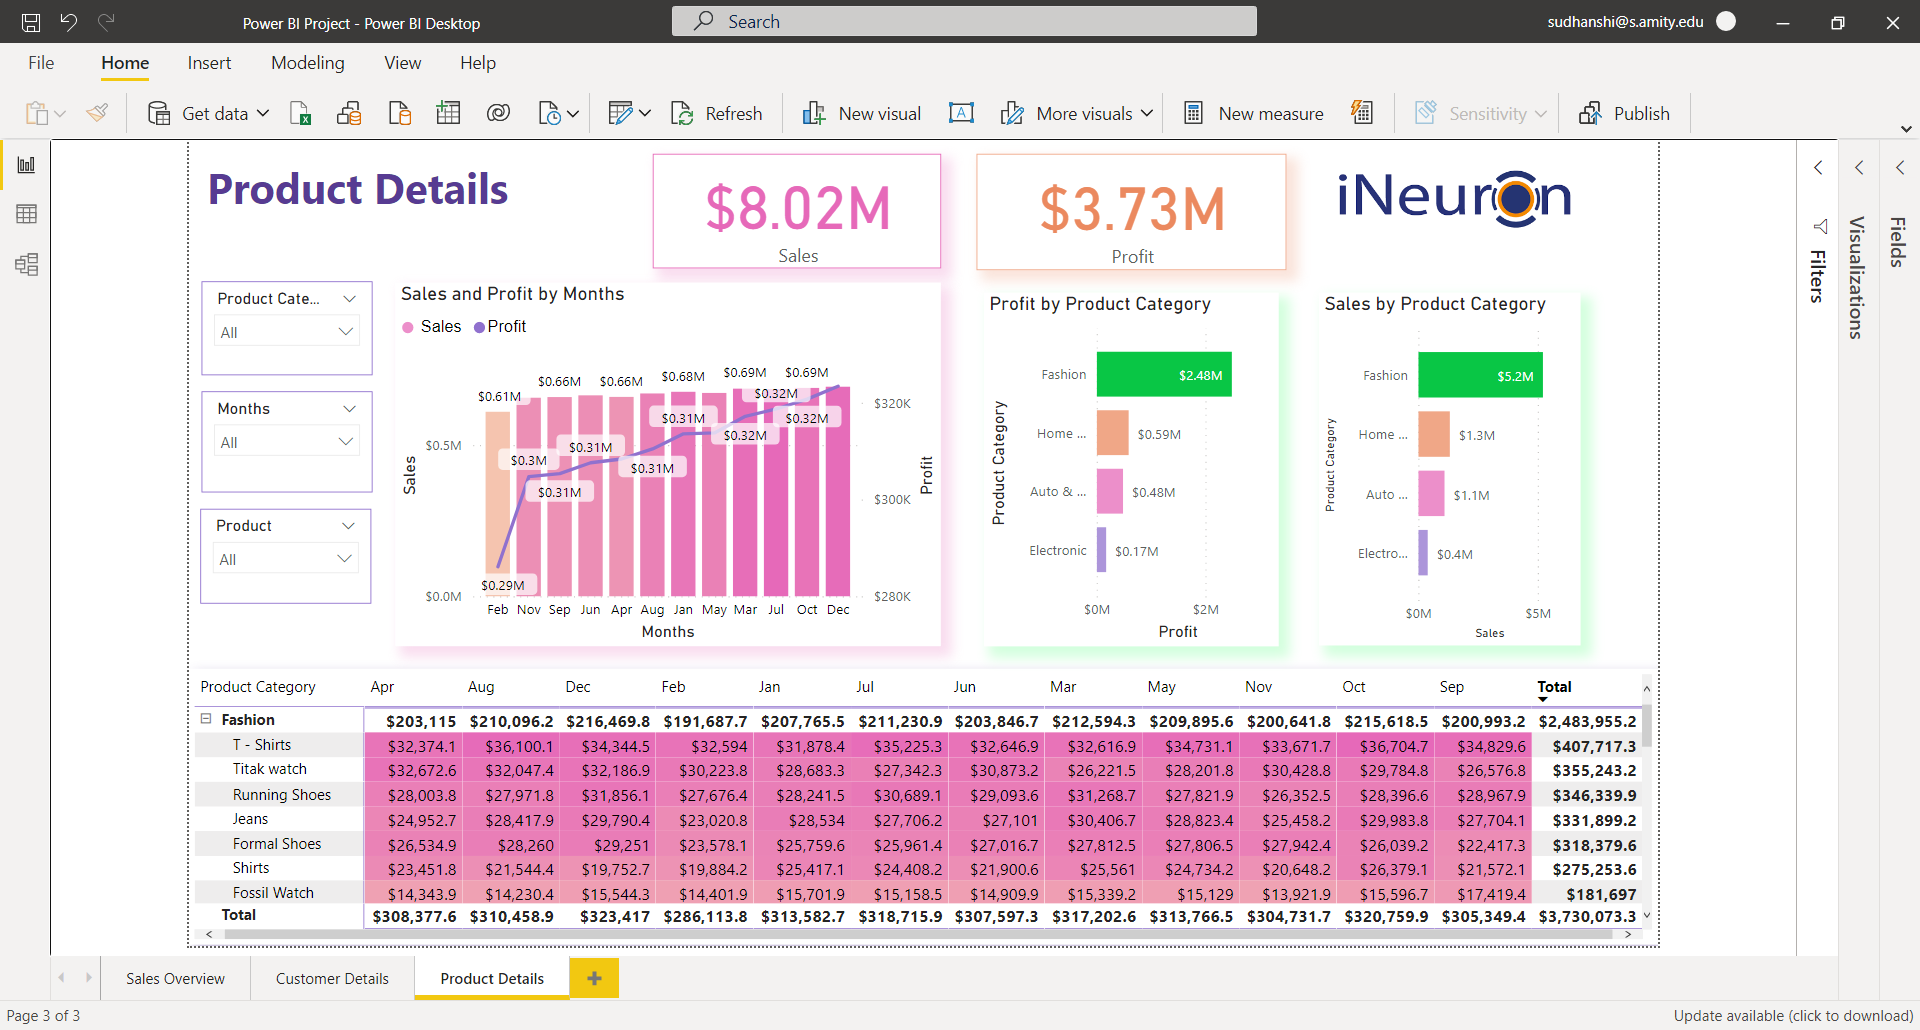 Power BI Project - Power BI Desktop
Search
sudhanshi@s.amity.edu
File Home Insert Modeling View Help
Get data
Refresh
New visual
More visuals
New measure
Sensitivity
Publish
Product Details
$8.02M
Sales
$3.73M
Profit
iNeuron
Filters
Visualizations
Fields
Product Cate...
All
Months
All
Product
All
Sales and Profit by Months
Sales Profit
$0.61M $0.66M $0.66M $0.68M $0.69M $0.69M
$0.29M $0.3M $0.31M $0.31M $0.31M $0.31M $0.32M $0.32M $0.32M
Sales
$0.5M
$0.0M
Profit
$320K
$300K
$280K
Feb Nov Sep Jun Apr Aug Jan May Mar Jul Oct Dec
Months
Profit by Product Category
Product Category
Fashion $2.48M
Home ... $0.59M
Auto & ... $0.48M
Electronic $0.17M
$0M $2M
Profit
Sales by Product Category
Product Category
Fashion $5.2M
Home ... $1.3M
Auto ... $1.1M
Electro... $0.4M
$0M $5M
Sales
Product Category Apr Aug Dec Feb Jan Jul Jun Mar May Nov Oct Sep Total
Fashion $203,115 $210,096.2 $216,469.8 $191,687.7 $207,765.5 $211,230.9 $203,846.7 $212,594.3 $209,895.6 $200,641.8 $215,618.5 $200,993.2 $2,483,955.2
T - Shirts $32,374.1 $36,100.1 $34,344.5 $32,594 $31,878.4 $35,225.3 $32,646.9 $32,616.9 $34,731.1 $33,671.7 $36,704.7 $34,829.6 $407,717.3
Titak watch $32,672.6 $32,047.4 $32,186.9 $30,223.8 $28,683.3 $27,342.3 $30,873.2 $26,221.5 $28,201.8 $30,428.8 $29,784.8 $26,576.8 $355,243.2
Running Shoes $28,003.8 $27,971.8 $31,856.1 $27,676.4 $28,241.5 $30,689.1 $29,093.6 $31,268.7 $27,821.9 $26,352.5 $28,396.6 $28,967.9 $346,339.9
Jeans $24,952.7 $28,417.9 $29,790.4 $23,020.8 $28,534 $27,706.2 $27,101 $30,406.7 $28,823.4 $25,458.2 $29,983.8 $27,704.1 $331,899.2
Formal Shoes $26,534.9 $28,260 $29,251 $23,578.1 $25,759.6 $25,961.4 $27,016.7 $27,812.5 $27,806.5 $27,942.4 $26,039.2 $22,417.3 $318,379.6
Shirts $23,451.8 $21,544.4 $19,752.7 $19,884.2 $25,417.1 $24,408.2 $21,900.6 $25,561 $24,734.2 $20,648.2 $26,379.1 $21,572.1 $275,253.6
Fossil Watch $14,343.9 $14,230.4 $15,544.3 $14,401.9 $15,701.9 $15,158.5 $14,909.9 $15,339.2 $15,129 $13,921.9 $15,596.7 $17,419.4 $181,697
Total $308,377.6 $310,458.9 $323,417 $286,113.8 $313,582.7 $318,715.9 $307,597.3 $317,202.6 $313,766.5 $304,731.7 $320,759.9 $305,349.4 $3,730,073.3
Sales Overview Customer Details Product Details
Page 3 of 3
Update available (click to download)